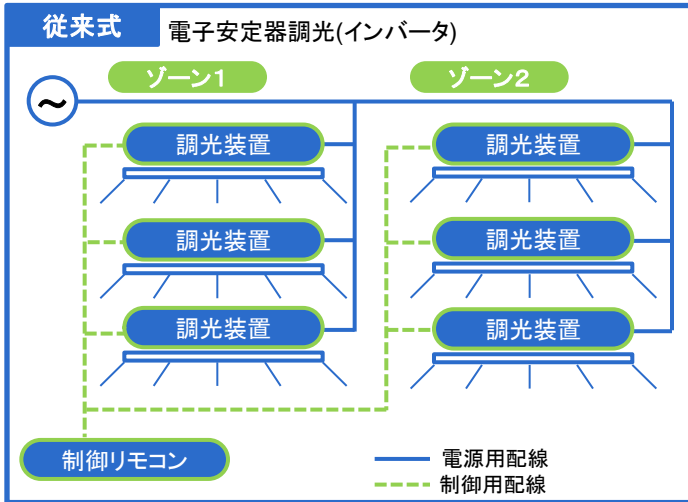 従来式
電子安定器調光(インバータ)
ゾーン1
ゾーン2
~
調光装置
調光装置
調光装置
調光装置
調光装置
調光装置
制御リモコン
電源用配線
制御用配線